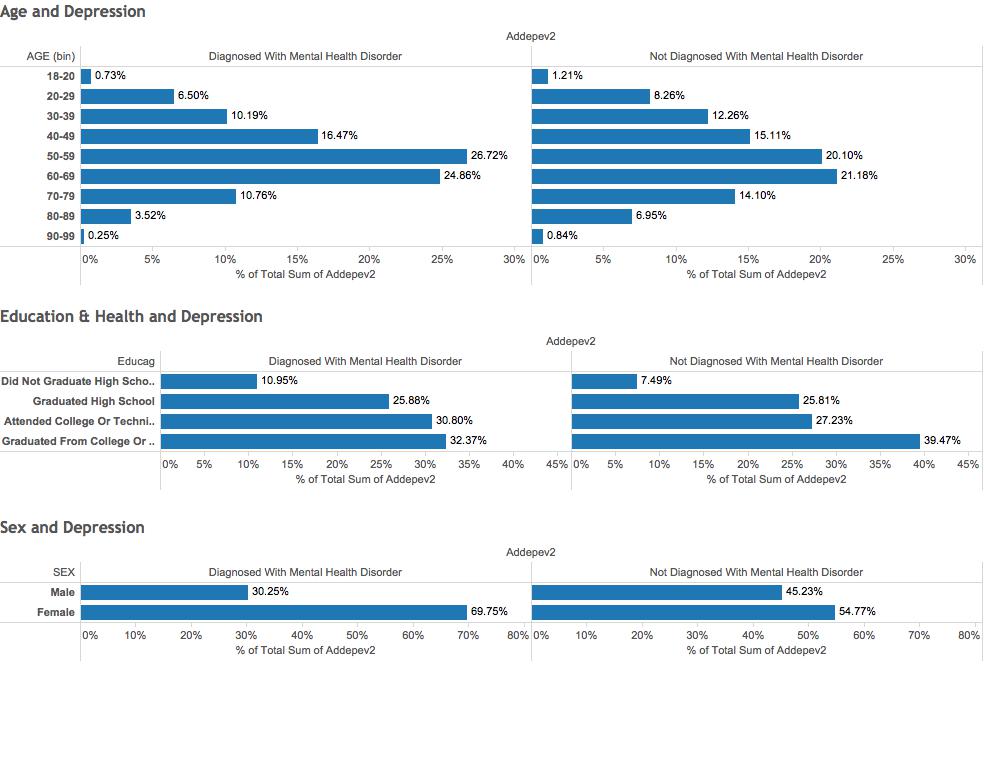 Age and Depression
Addepev2
AGE (bin) Diagnosed With Mental Health Disorder Not Diagnosed With Mental Health Disorder
18-20 0.73% 1.21%
20-29 6.50% 8.26%
30-39 10.19% 12.26%
40-49 16.47% 15.11%
50-59 26.72% 20.10%
60-69 24.86% 21.18%
70-79 10.76% 14.10%
80-89 3.52% 6.95%
90-99 0.25% 0.84%
0% 5% 10% 15% 20% 25% 30% 0% 5% 10% 15% 20% 25% 30%
% of Total Sum of Addepev2 % of Total Sum of Addepev2
Education & Health and Depression
Addepev2
Educag Diagnosed With Mental Health Disorder Not Diagnosed With Mental Health Disorder
Did Not Graduate High Scho.. 10.95% 7.49%
Graduated High School 25.88% 25.81%
Attended College Or Techni.. 30.80% 27.23%
Graduated From College Or .. 32.37% 39.47%
0% 5% 10% 15% 20% 25% 30% 35% 40% 45% 0% 5% 10% 15% 20% 25% 30% 35% 40% 45%
% of Total Sum of Addepev2 % of Total Sum of Addepev2
Sex and Depression
Addepev2
SEX Diagnosed With Mental Health Disorder Not Diagnosed With Mental Health Disorder
Male 30.25% 45.23%
Female 69.75% 54.77%
0% 10% 20% 30% 40% 50% 60% 70% 80% 0% 10% 20% 30% 40% 50% 60% 70% 80%
% of Total Sum of Addepev2 % of Total Sum of Addepev2